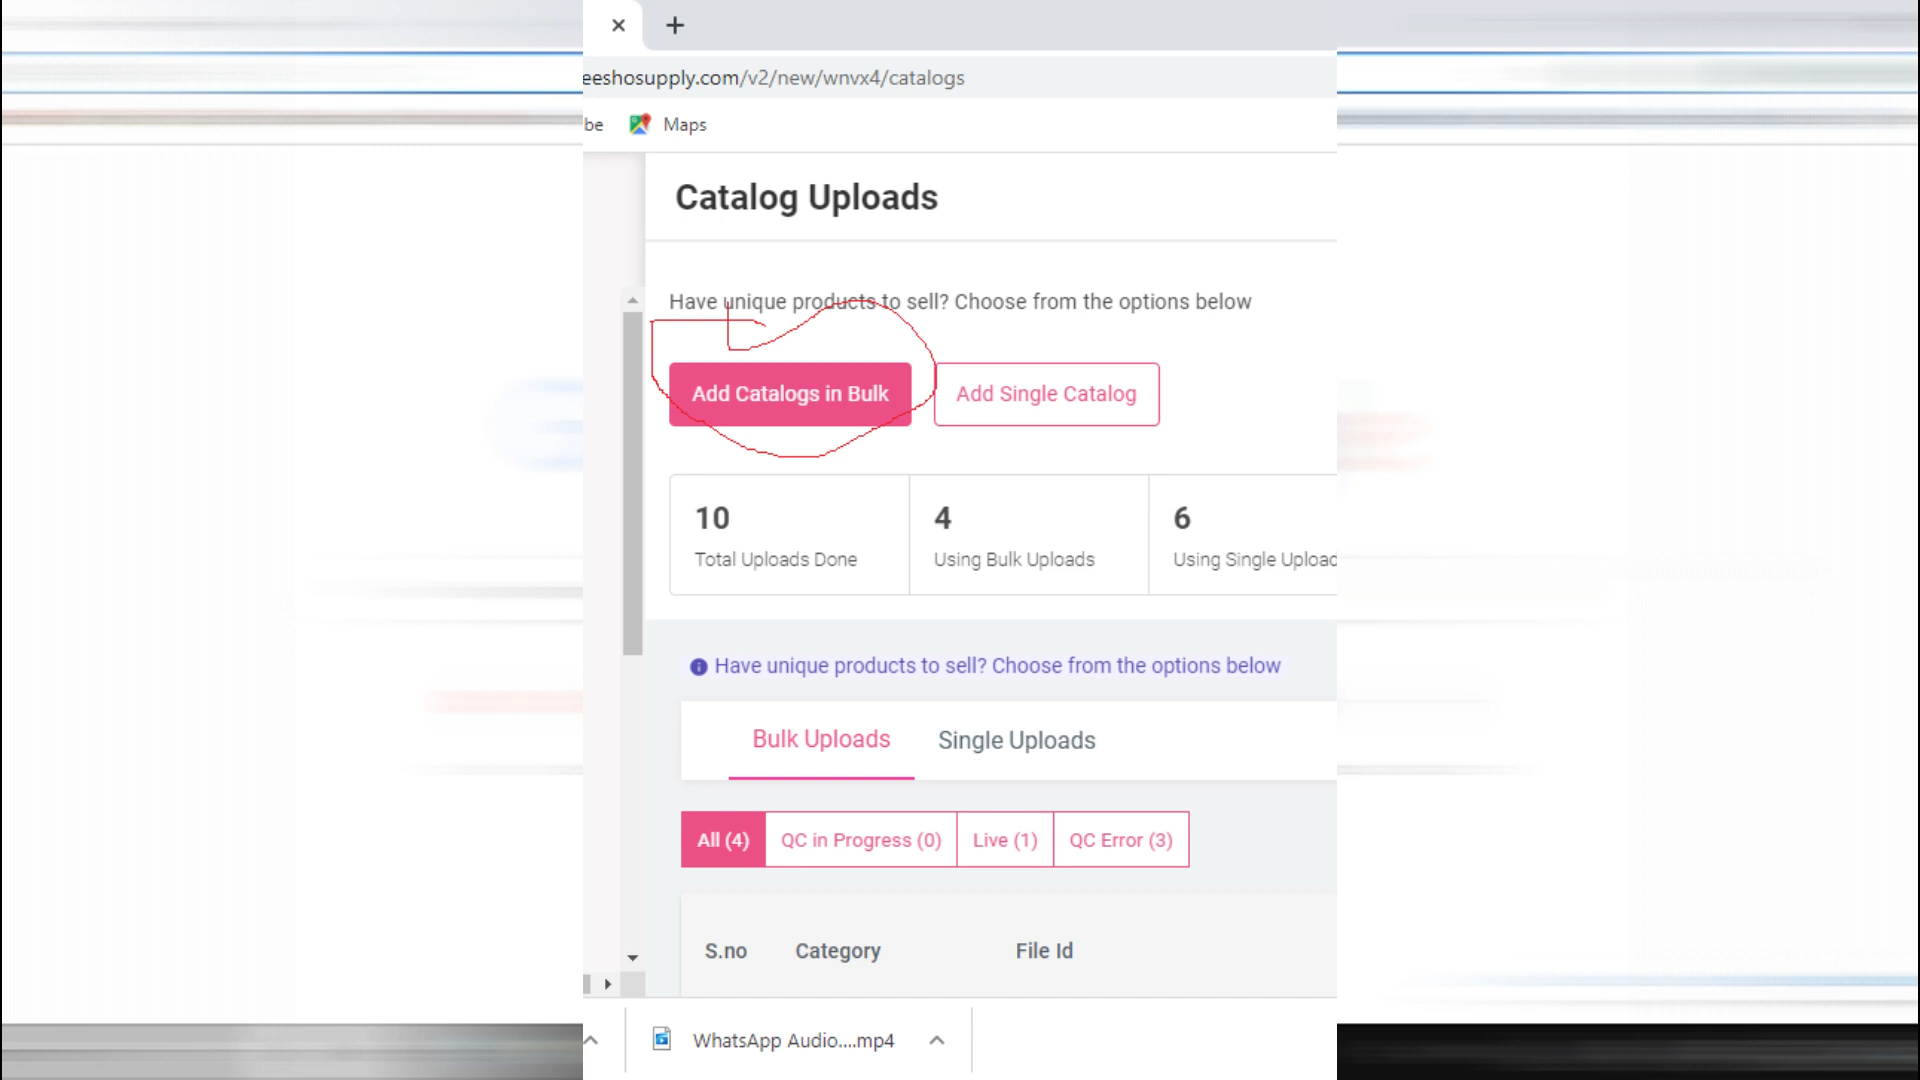 eeshosupply.com/v2/new/wnvx4/catalogs
be Maps
Catalog Uploads
Have unique products to sell? Choose from the options below
Add Catalogs in Bulk Add Single Catalog
10 4 6
Total Uploads Done Using Bulk Uploads Using Single Upload
Have unique products to sell? Choose from the options below
Bulk Uploads Single Uploads
All (4) QC in Progress (0) Live (1) QC Error (3)
S.no Category File Id
WhatsApp Audio....mp4